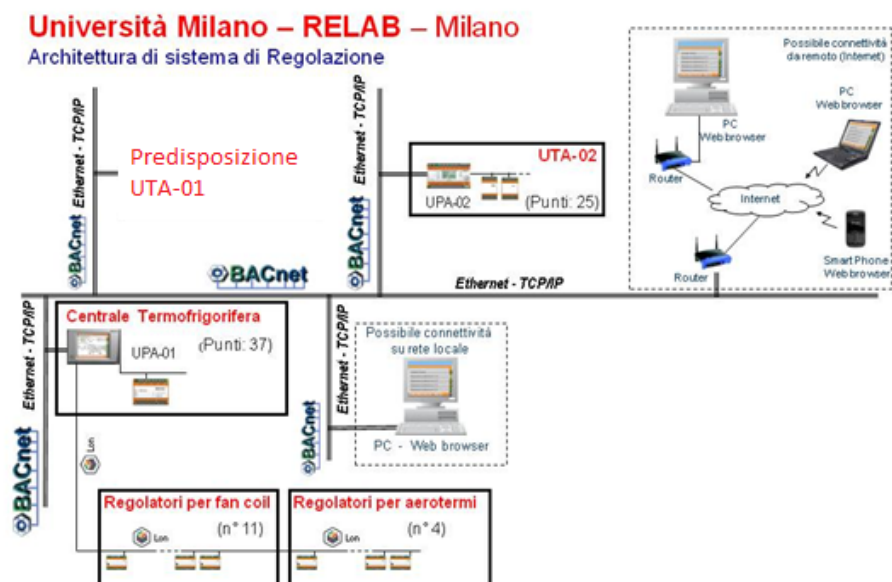 Università Milano – RELAB – Milano
Architettura di sistema di Regolazione
Possibile connettività
da remoto (Internet)
PC
Web browser
PC
Web browser
Router
Internet
Smart Phone
Web browser
Router
Ethernet - TCP/IP
Predisposizione
UTA-01
BACnet
Ethernet - TCP/IP
UTA-02
UPA-02
(Punti: 25)
BACnet
BACnet
Ethernet - TCP/IP
Ethernet - TCP/IP
Centrale Termofrigorifera
UPA-01
(Punti: 37)
BACnet
Lon
Ethernet - TCP/IP
Possibile connettività
su rete locale
PC - Web browser
BACnet
Regolatori per fan coil
(n° 11)
Lon
Regolatori per aerotermi
(n° 4)
Lon